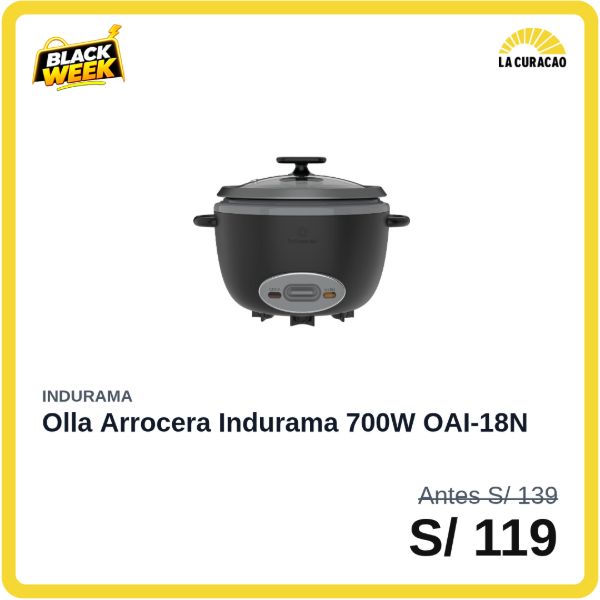 BLACK
WEEK
LA CURACAO
INDURAMA
Olla Arrocera Indurama 700W OAI-18N
Antes S/ 139
S/ 119